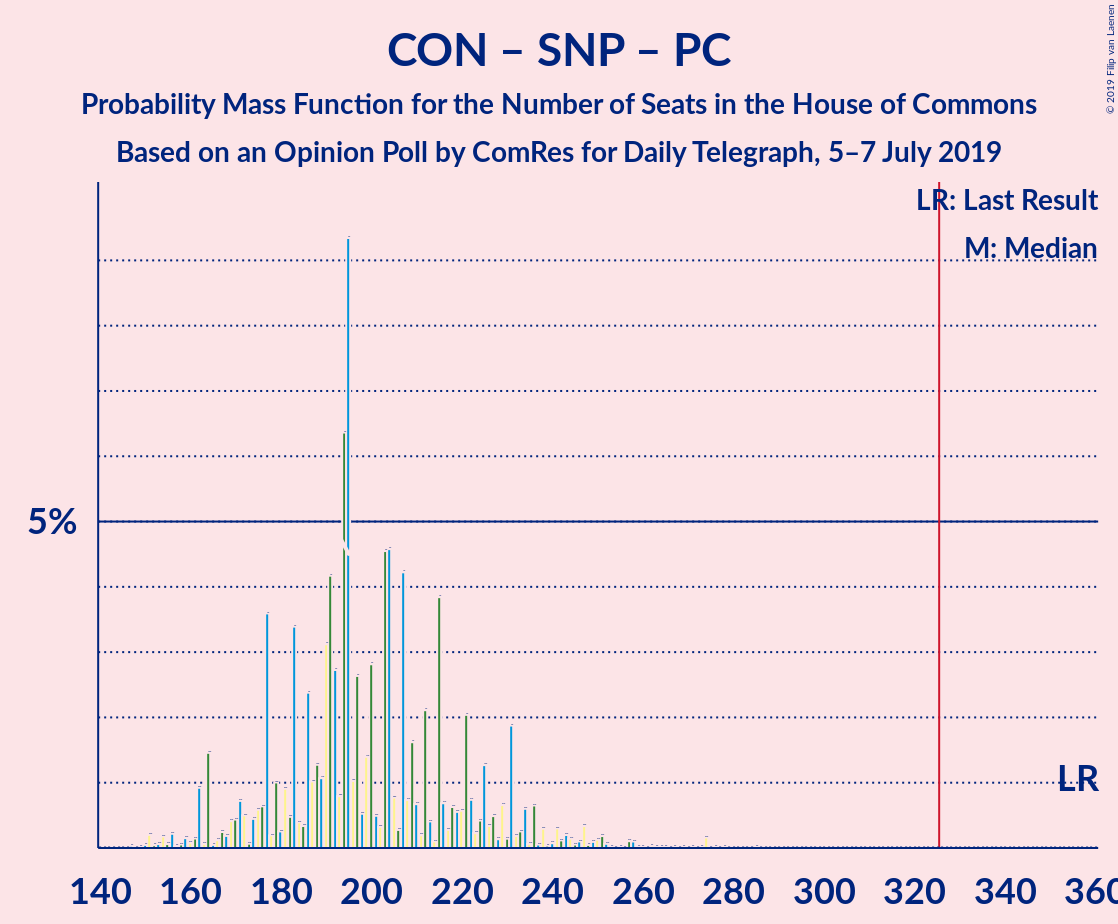 CON – SNP – PC
Probability Mass Function for the Number of Seats in the House of Commons
Based on an Opinion Poll by ComRes for Daily Telegraph, 5–7 July 2019
© 2019 Filip van Laenen
LR: Last Result
M: Median
5%
LR
140 160 180 200 220 240 260 280 300 320 340 360